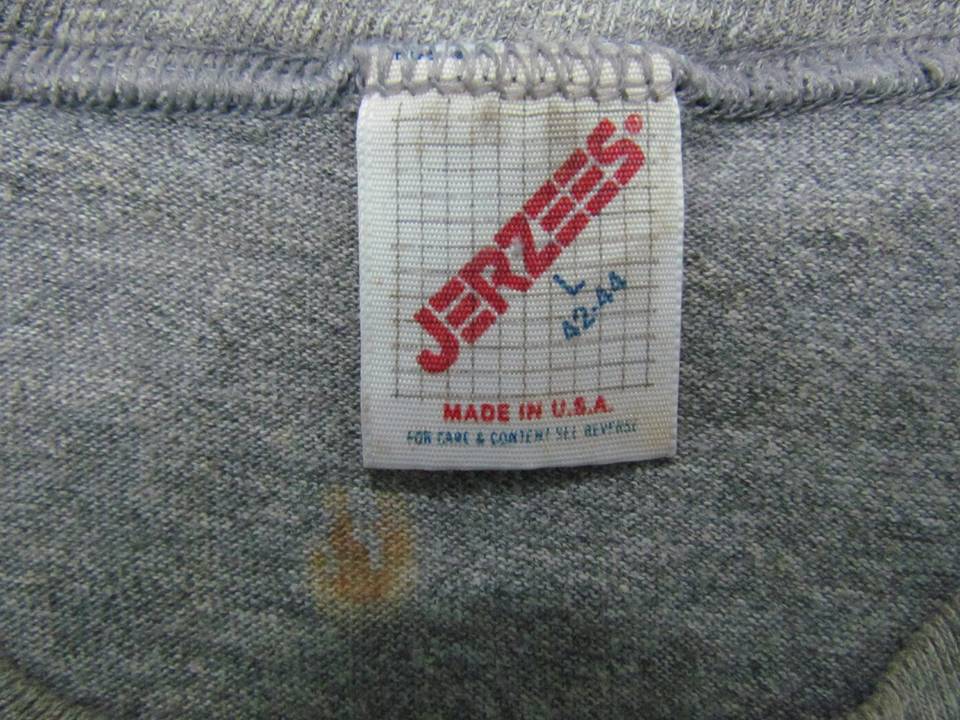 JERZEES
L
42-44
MADE IN U.S.A.
FOR CARE & CONTENT SEE REVERSE